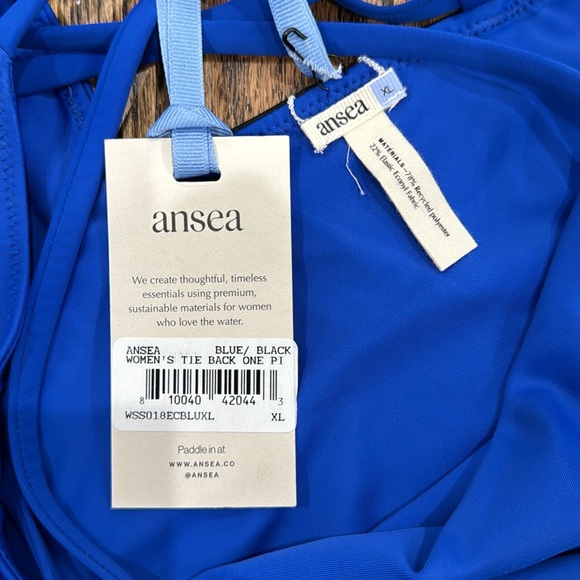 ansea
XL
MATERIALS—78% Recycled polyester
22% Elastic Econyl Fabric
ansea
We create thoughtful, timeless
essentials using premium,
sustainable materials for women
who love the water.
ANSEA BLUE/ BLACK
WOMEN'S TIE BACK ONE PI
8 10040 42044 3
WSS018ECBLUXL XL
Paddle in at
WWW.ANSEA.CO
@ANSEA